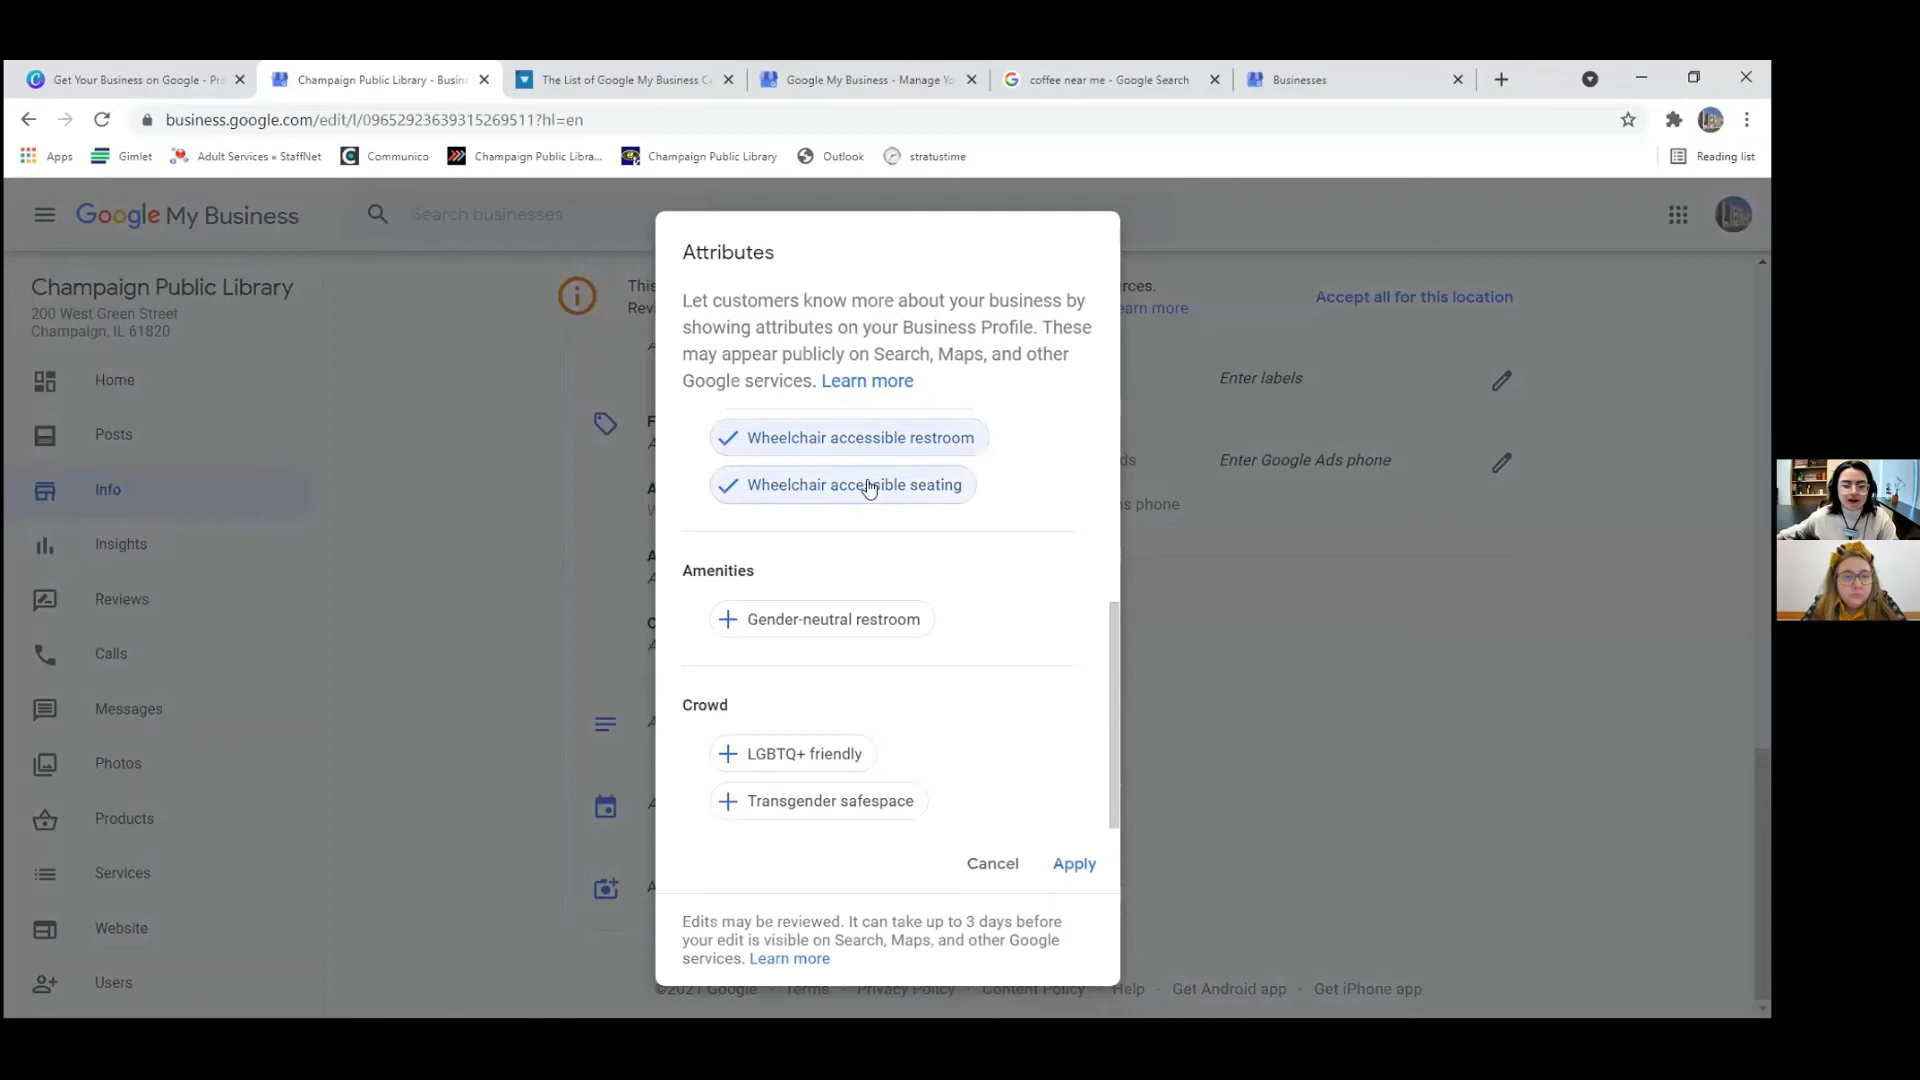 Get Your Business on Google - Pr
Champaign Public Library - Busin
The List of Google My Business C
Google My Business - Manage Yo
coffee near me - Google Search
Businesses
business.google.com/edit/l/09652923639315269511?hl=en
Apps
Gimlet
Adult Services « StaffNet
Communico
Champaign Public Libra...
Champaign Public Library
Outlook
stratustime
Reading list
Google My Business
Search businesses
Champaign Public Library
200 West Green Street
Champaign, IL 61820
Home
Posts
Info
Insights
Reviews
Calls
Messages
Photos
Products
Services
Website
Users
Accept all for this location
Enter labels
Enter Google Ads phone
Attributes
Let customers know more about your business by
showing attributes on your Business Profile. These
may appear publicly on Search, Maps, and other
Google services. Learn more
Wheelchair accessible restroom
Wheelchair accessible seating
Amenities
Gender-neutral restroom
Crowd
LGBTQ+ friendly
Transgender safespace
Cancel
Apply
Edits may be reviewed. It can take up to 3 days before
your edit is visible on Search, Maps, and other Google
services. Learn more
©2021 Google · Terms · Privacy Policy · Content Policy · Help · Get Android app · Get iPhone app